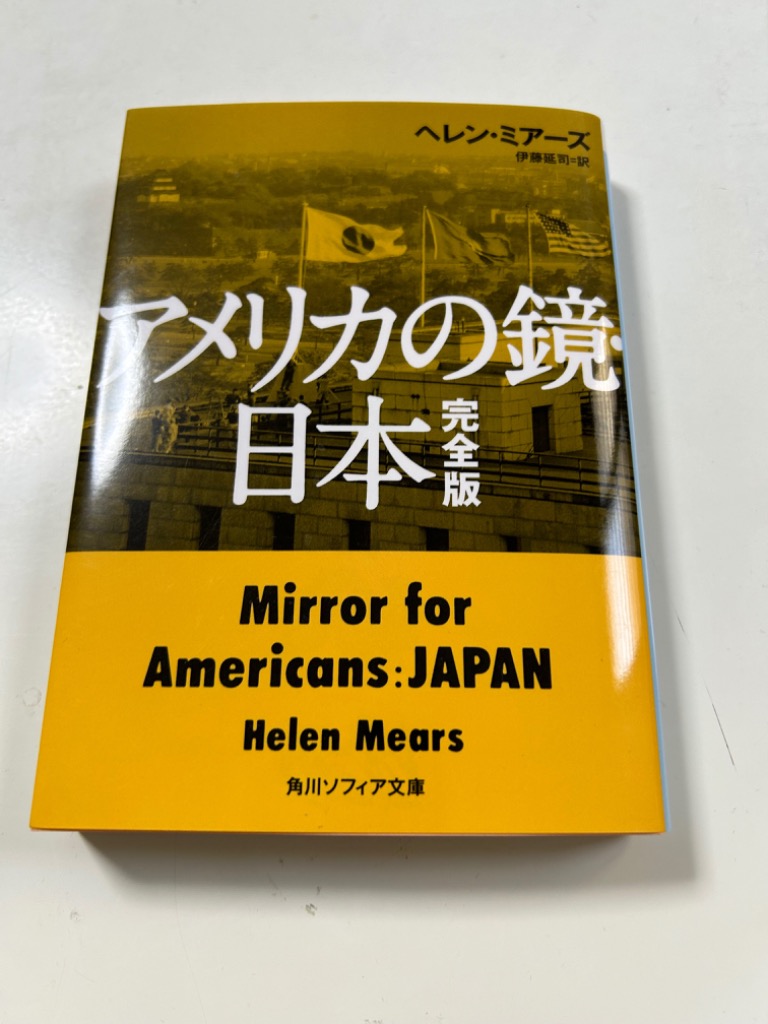 ヘレン・ミアーズ
伊藤延司=訳
アメリカの鏡・
日本
完全版
Mirror for
Americans:JAPAN
Helen Mears
角川ソフィア文庫